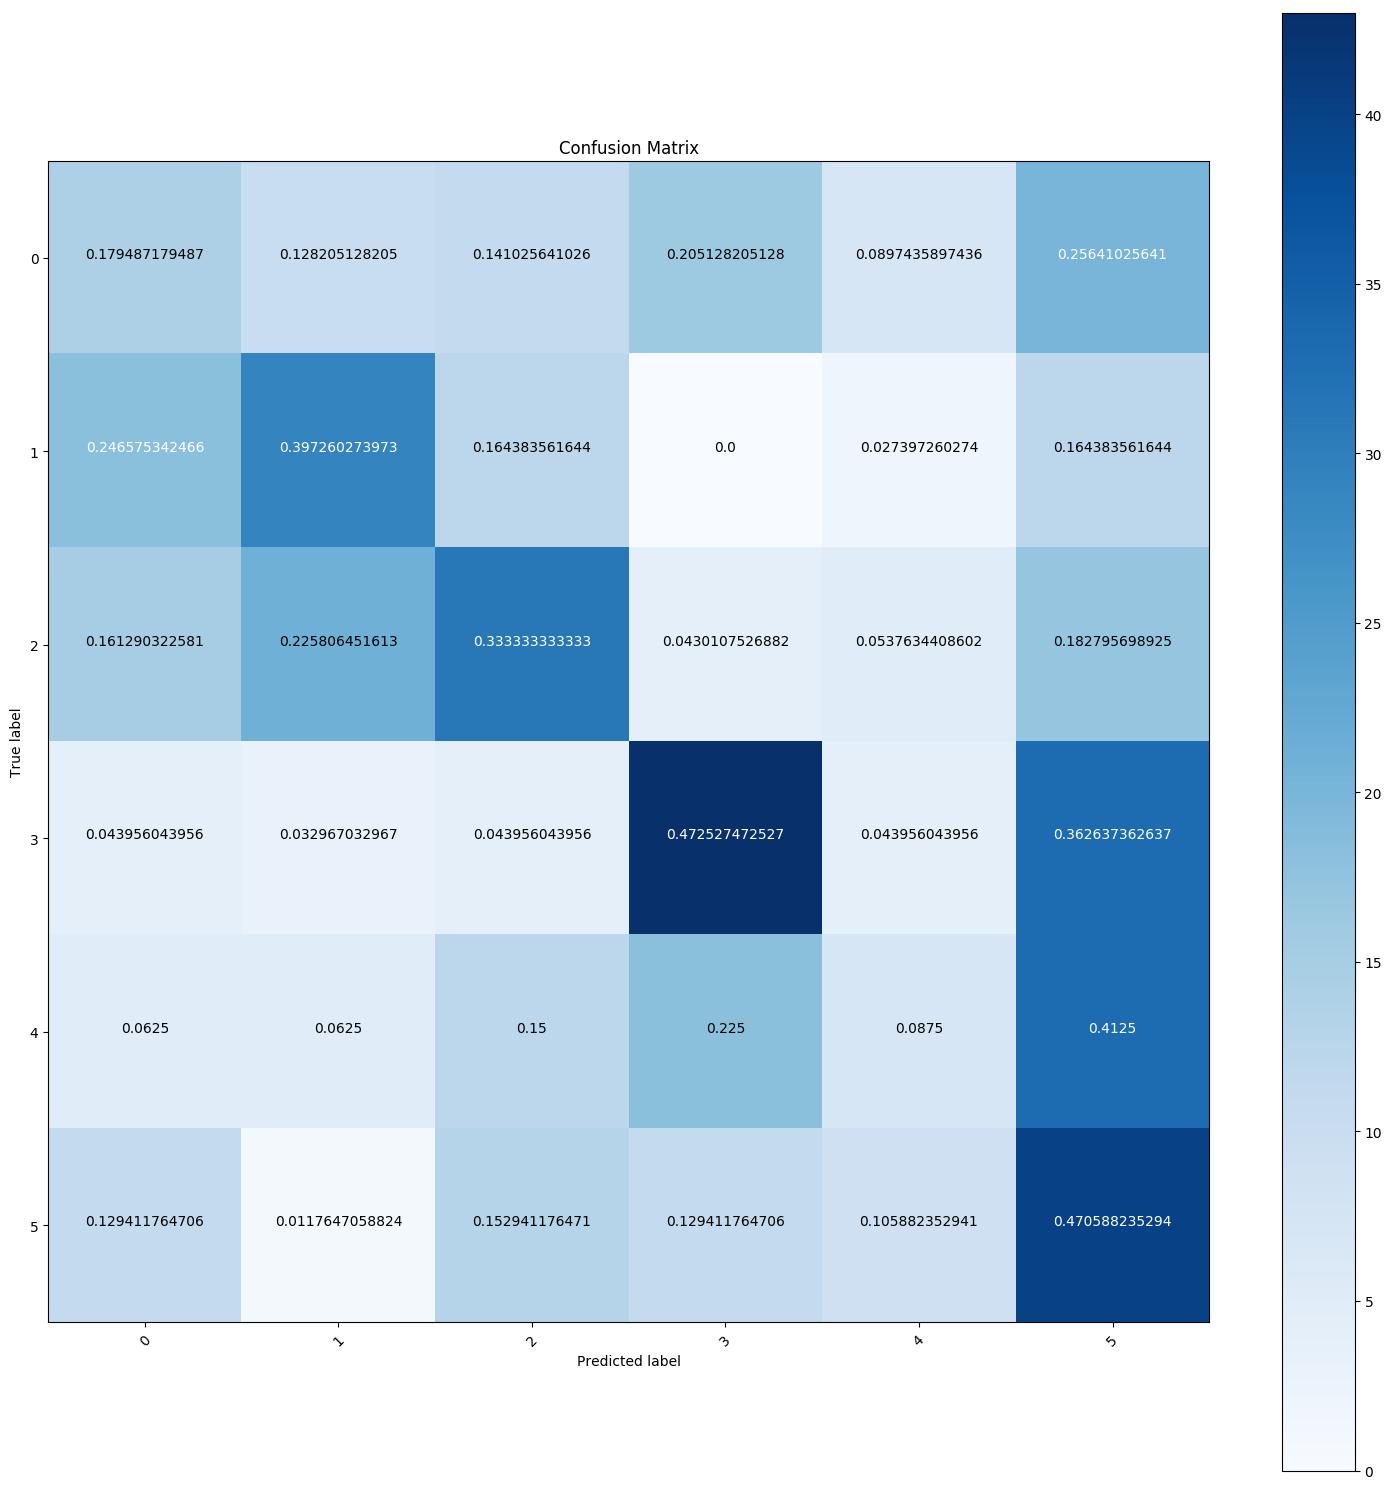 Confusion Matrix
0 0.179487179487 0.128205128205 0.141025641026 0.205128205128 0.0897435897436 0.25641025641
1 0.246575342466 0.397260273973 0.164383561644 0.0 0.027397260274 0.164383561644
2 0.161290322581 0.225806451613 0.333333333333 0.0430107526882 0.0537634408602 0.182795698925
3 0.043956043956 0.032967032967 0.043956043956 0.472527472527 0.043956043956 0.362637362637
4 0.0625 0.0625 0.15 0.225 0.0875 0.4125
5 0.129411764706 0.0117647058824 0.152941176471 0.129411764706 0.105882352941 0.470588235294
0 1 2 3 4 5
True label
Predicted label
40
35
30
25
20
15
10
5
0